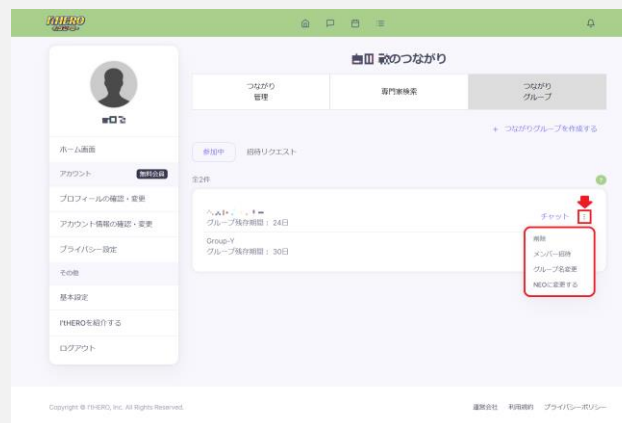 I'tHERO
のつながり
つながり
管理
専門家検索
つながり
グループ
+ つながりグループを作成する
ホーム画面
アカウント 無料会員
プロフィールの確認・変更
アカウント情報の確認・変更
プライバシー設定
その他
基本設定
I'tHEROを紹介する
ログアウト
参加中 招待リクエスト
全2件
チャット
グループ残存期間: 24日
Group-Y
グループ残存期間: 30日
削除
メンバー招待
グループ名変更
NEOに変更する
Copyright © I'tHERO, Inc. All Rights Reserved.
運営会社 利用規約 プライバシーポリシー